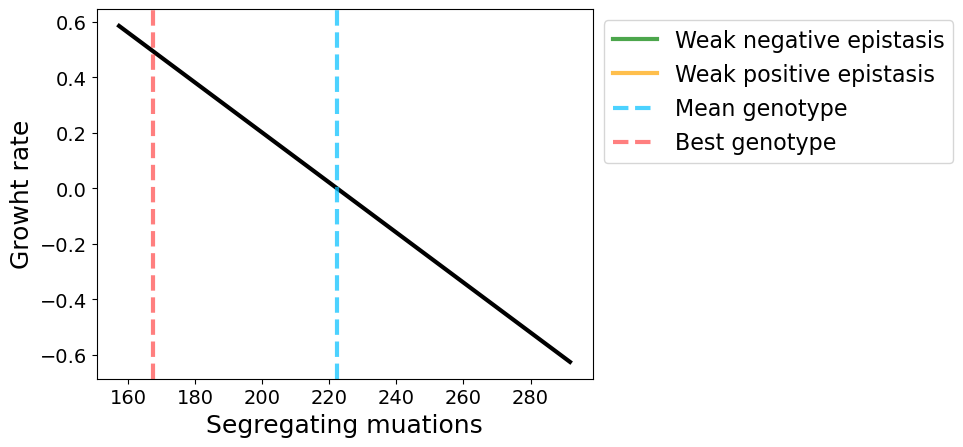 0.6
0.4
0.2
0.0
−0.2
−0.4
−0.6
Growht rate
160 180 200 220 240 260 280
Segregating muations
Weak negative epistasis
Weak positive epistasis
Mean genotype
Best genotype